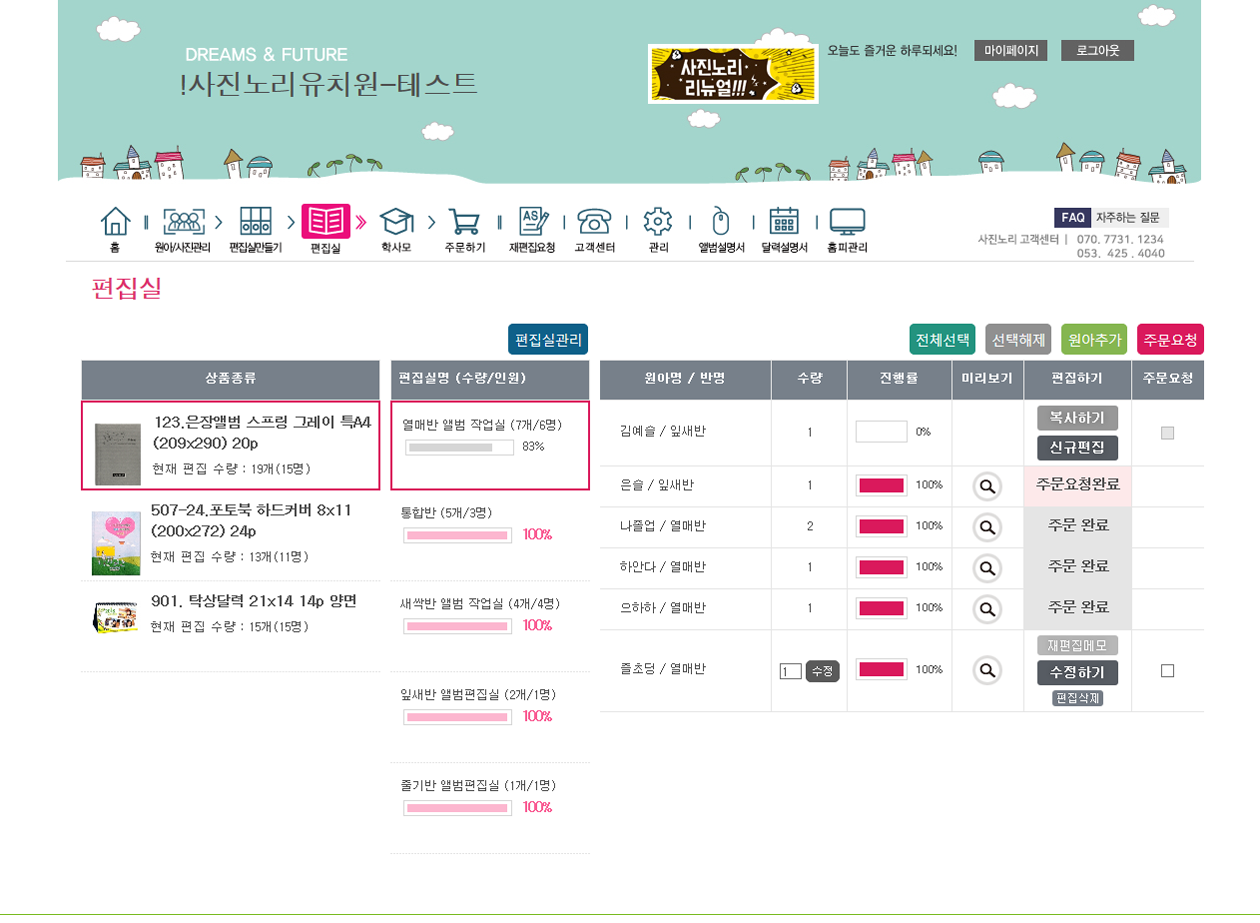 DREAMS & FUTURE
!사진노리유치원-테스트
사진노리
리뉴얼!!!
오늘도 즐거운 하루되세요!
마이페이지
로그아웃
홈
원아/사진관리
편집실만들기
편집실
학사모
주문하기
AS
재편집요청
고객센터
관리
앨범설명서
달력설명서
홈피관리
FAQ 자주하는 질문
사진노리 고객센터 | 070. 7731. 1234
053. 425 . 4040
편집실
편집실관리
전체선택
선택해제
원아추가
주문요청
상품종류
123.은장앨범 스프링 그레이 특A4
(209x290) 20p
현재 편집 수량 : 19개(15명)
507-24.포토북 하드커버 8x11
(200x272) 24p
현재 편집 수량 : 13개(11명)
901. 탁상달력 21x14 14p 양면
현재 편집 수량 : 15개(15명)
편집실명 (수량/인원)
열매반 앨범 작업실 (7개/6명)
83%
통합반 (5개/3명)
100%
새싹반 앨범 작업실 (4개/4명)
100%
잎새반 앨범편집실 (2개/1명)
100%
줄기반 앨범편집실 (1개/1명)
100%
원아명 / 반명 수량 진행률 미리보기 편집하기 주문요청
김예슬 / 잎새반 1 0%
복사하기
신규편집
은슬 / 잎새반 1 100% 주문요청완료
나졸업 / 열매반 2 100% 주문 완료
하안다 / 열매반 1 100% 주문 완료
으하하 / 열매반 1 100% 주문 완료
재편집메모
졸초딩 / 열매반 1 수정 100% 수정하기
편집삭제